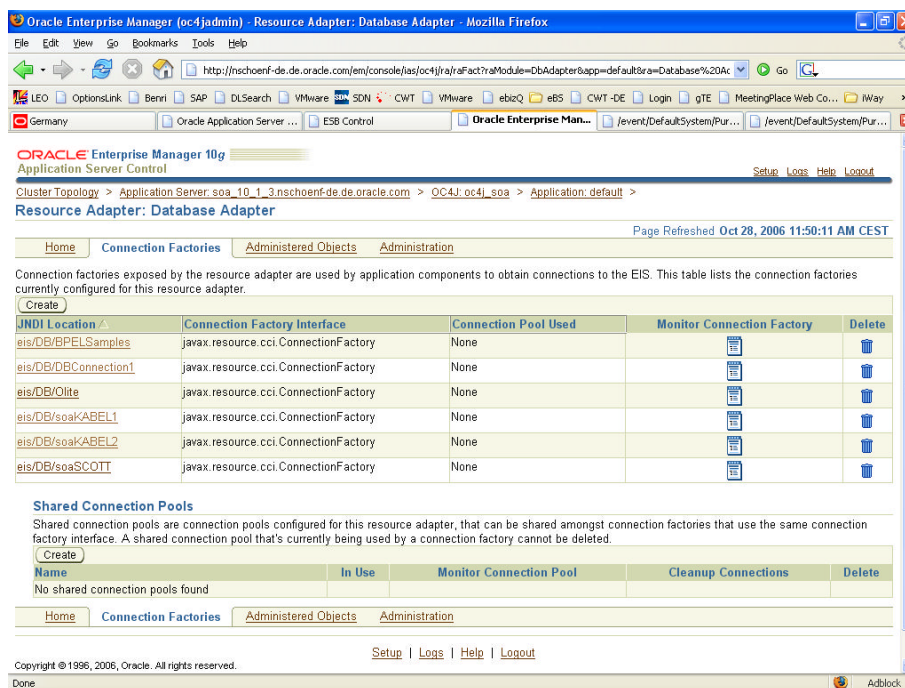 Oracle Enterprise Manager (oc4jadmin) - Resource Adapter: Database Adapter - Mozilla Firefox
File Edit View Go Bookmarks Tools Help
http://nschoenf-de.de.oracle.com/em/console/ias/oc4j/ra/raFact?raModule=DbAdapter&app=default&ra=Database%20Ac Go
LEO OptionsLink Benri SAP DLSearch VMware SDN CWT VMware ebizQ eBS CWT-DE Login gTE MeetingPlace Web Co... iWay
Germany Oracle Application Server ... ESB Control Oracle Enterprise Man... /event/DefaultSystem/Pur... /event/DefaultSystem/Pur...
ORACLE Enterprise Manager 10g
Application Server Control
Setup Logs Help Logout
Cluster Topology > Application Server: soa_10_1_3.nschoenf-de.de.oracle.com > OC4J: oc4j_soa > Application: default >
Resource Adapter: Database Adapter
Page Refreshed Oct 28, 2006 11:50:11 AM CEST
Home Connection Factories Administered Objects Administration
Connection factories exposed by the resource adapter are used by application components to obtain connections to the EIS. This table lists the connection factories
currently configured for this resource adapter.
Create
JNDI Location Connection Factory Interface Connection Pool Used Monitor Connection Factory Delete
eis/DB/BPELSamples javax.resource.cci.ConnectionFactory None
eis/DB/DBConnection1 javax.resource.cci.ConnectionFactory None
eis/DB/Olite javax.resource.cci.ConnectionFactory None
eis/DB/soaKABEL1 javax.resource.cci.ConnectionFactory None
eis/DB/soaKABEL2 javax.resource.cci.ConnectionFactory None
eis/DB/soaSCOTT javax.resource.cci.ConnectionFactory None
Shared Connection Pools
Shared connection pools are connection pools configured for this resource adapter, that can be shared amongst connection factories that use the same connection
factory interface. A shared connection pool that's currently being used by a connection factory cannot be deleted.
Create
Name In Use Monitor Connection Pool Cleanup Connections Delete
No shared connection pools found
Home Connection Factories Administered Objects Administration
Setup | Logs | Help | Logout
Copyright © 1996, 2006, Oracle. All rights reserved.
Done Adblock